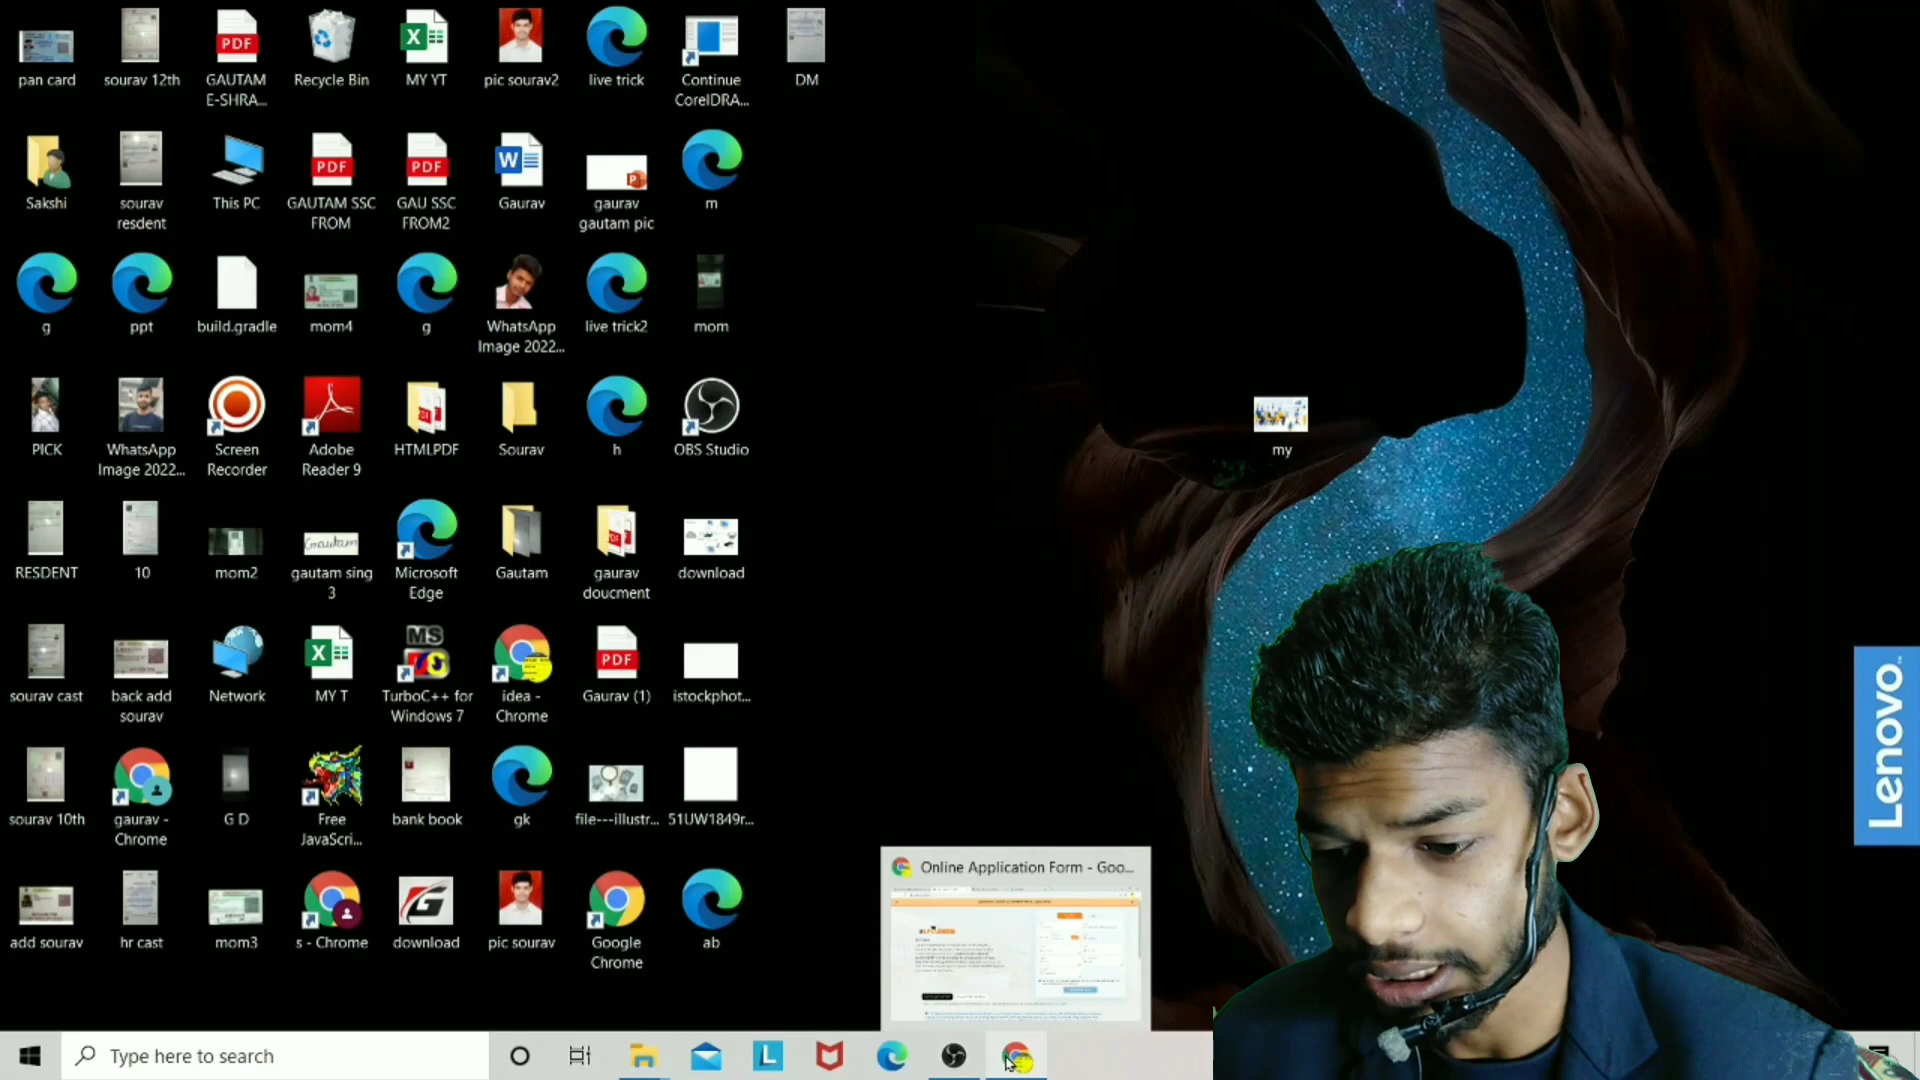 pan card
sourav 12th
GAUTAM
E-SHRA...
Recycle Bin
MY YT
pic sourav2
live trick
Continue
CorelDRA...
DM
Sakshi
sourav
resdent
This PC
GAUTAM SSC
FROM
GAU SSC
FROM2
Gaurav
gaurav
gautam pic
m
g
ppt
build.gradle
mom4
g
WhatsApp
Image 2022...
live trick2
mom
PICK
WhatsApp
Image 2022...
Screen
Recorder
Adobe
Reader 9
HTMLPDF
Sourav
h
OBS Studio
my
RESDENT
10
mom2
gautam sing
3
Microsoft
Edge
Gautam
gaurav
doucment
download
sourav cast
back add
sourav
Network
MY T
TurboC++ for
Windows 7
idea -
Chrome
Gaurav (1)
istockphot...
Lenovo
sourav 10th
gaurav -
Chrome
G D
Free
JavaScri...
bank book
gk
file---illustr...
51UW1849r...
add sourav
hr cast
mom3
s - Chrome
download
pic sourav
Google
Chrome
ab
Online Application Form - Goo...
Type here to search